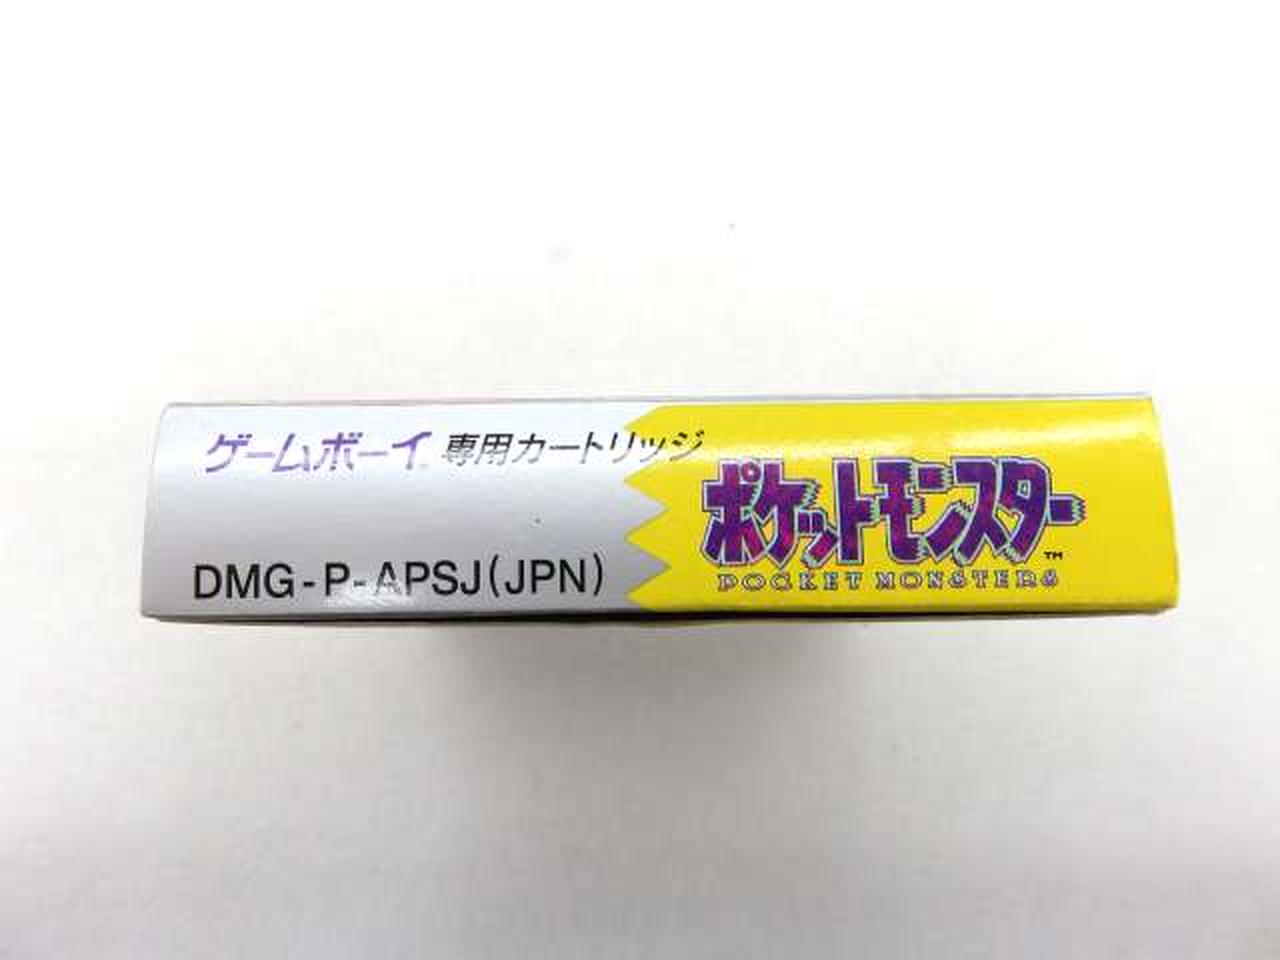 ゲームボーイ 専用カートリッジ
DMG-P-APSJ(JPN)
ポケットモンスター™
POCKET MONSTERS